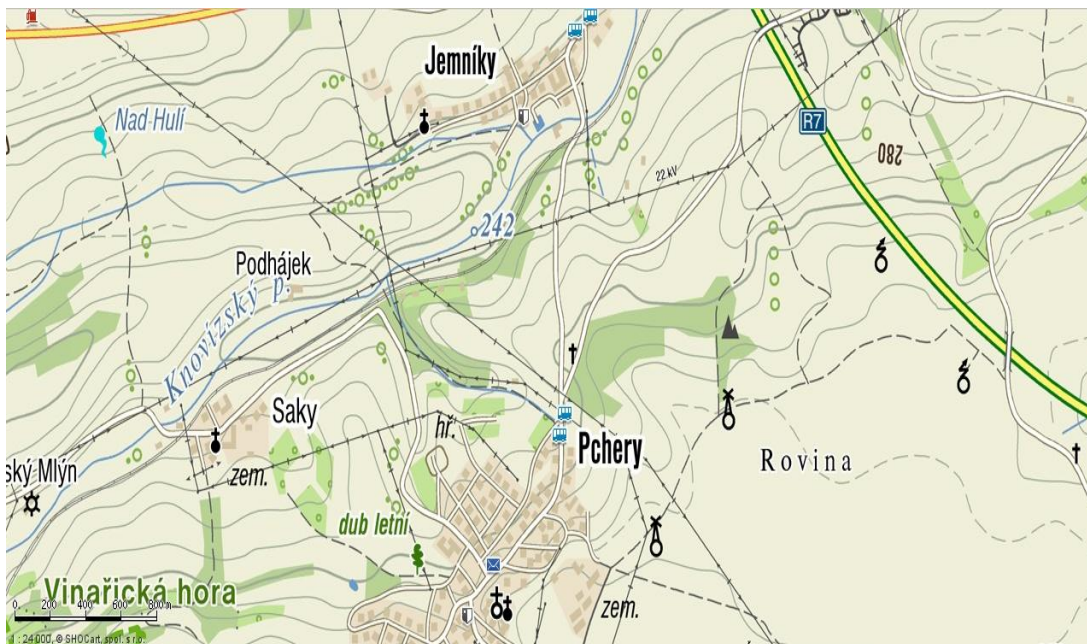 Jemníky
Nad Hulí
R7
280
22 kV
242
Podhájek
Knovízský p.
Saky
hř.
Pchery
Rovina
ský Mlýn
zem.
dub letní
Vinařická hora
zem.
0 200 400 600 800 m
1 : 24 000, © SHOCart, spol. s r.o.